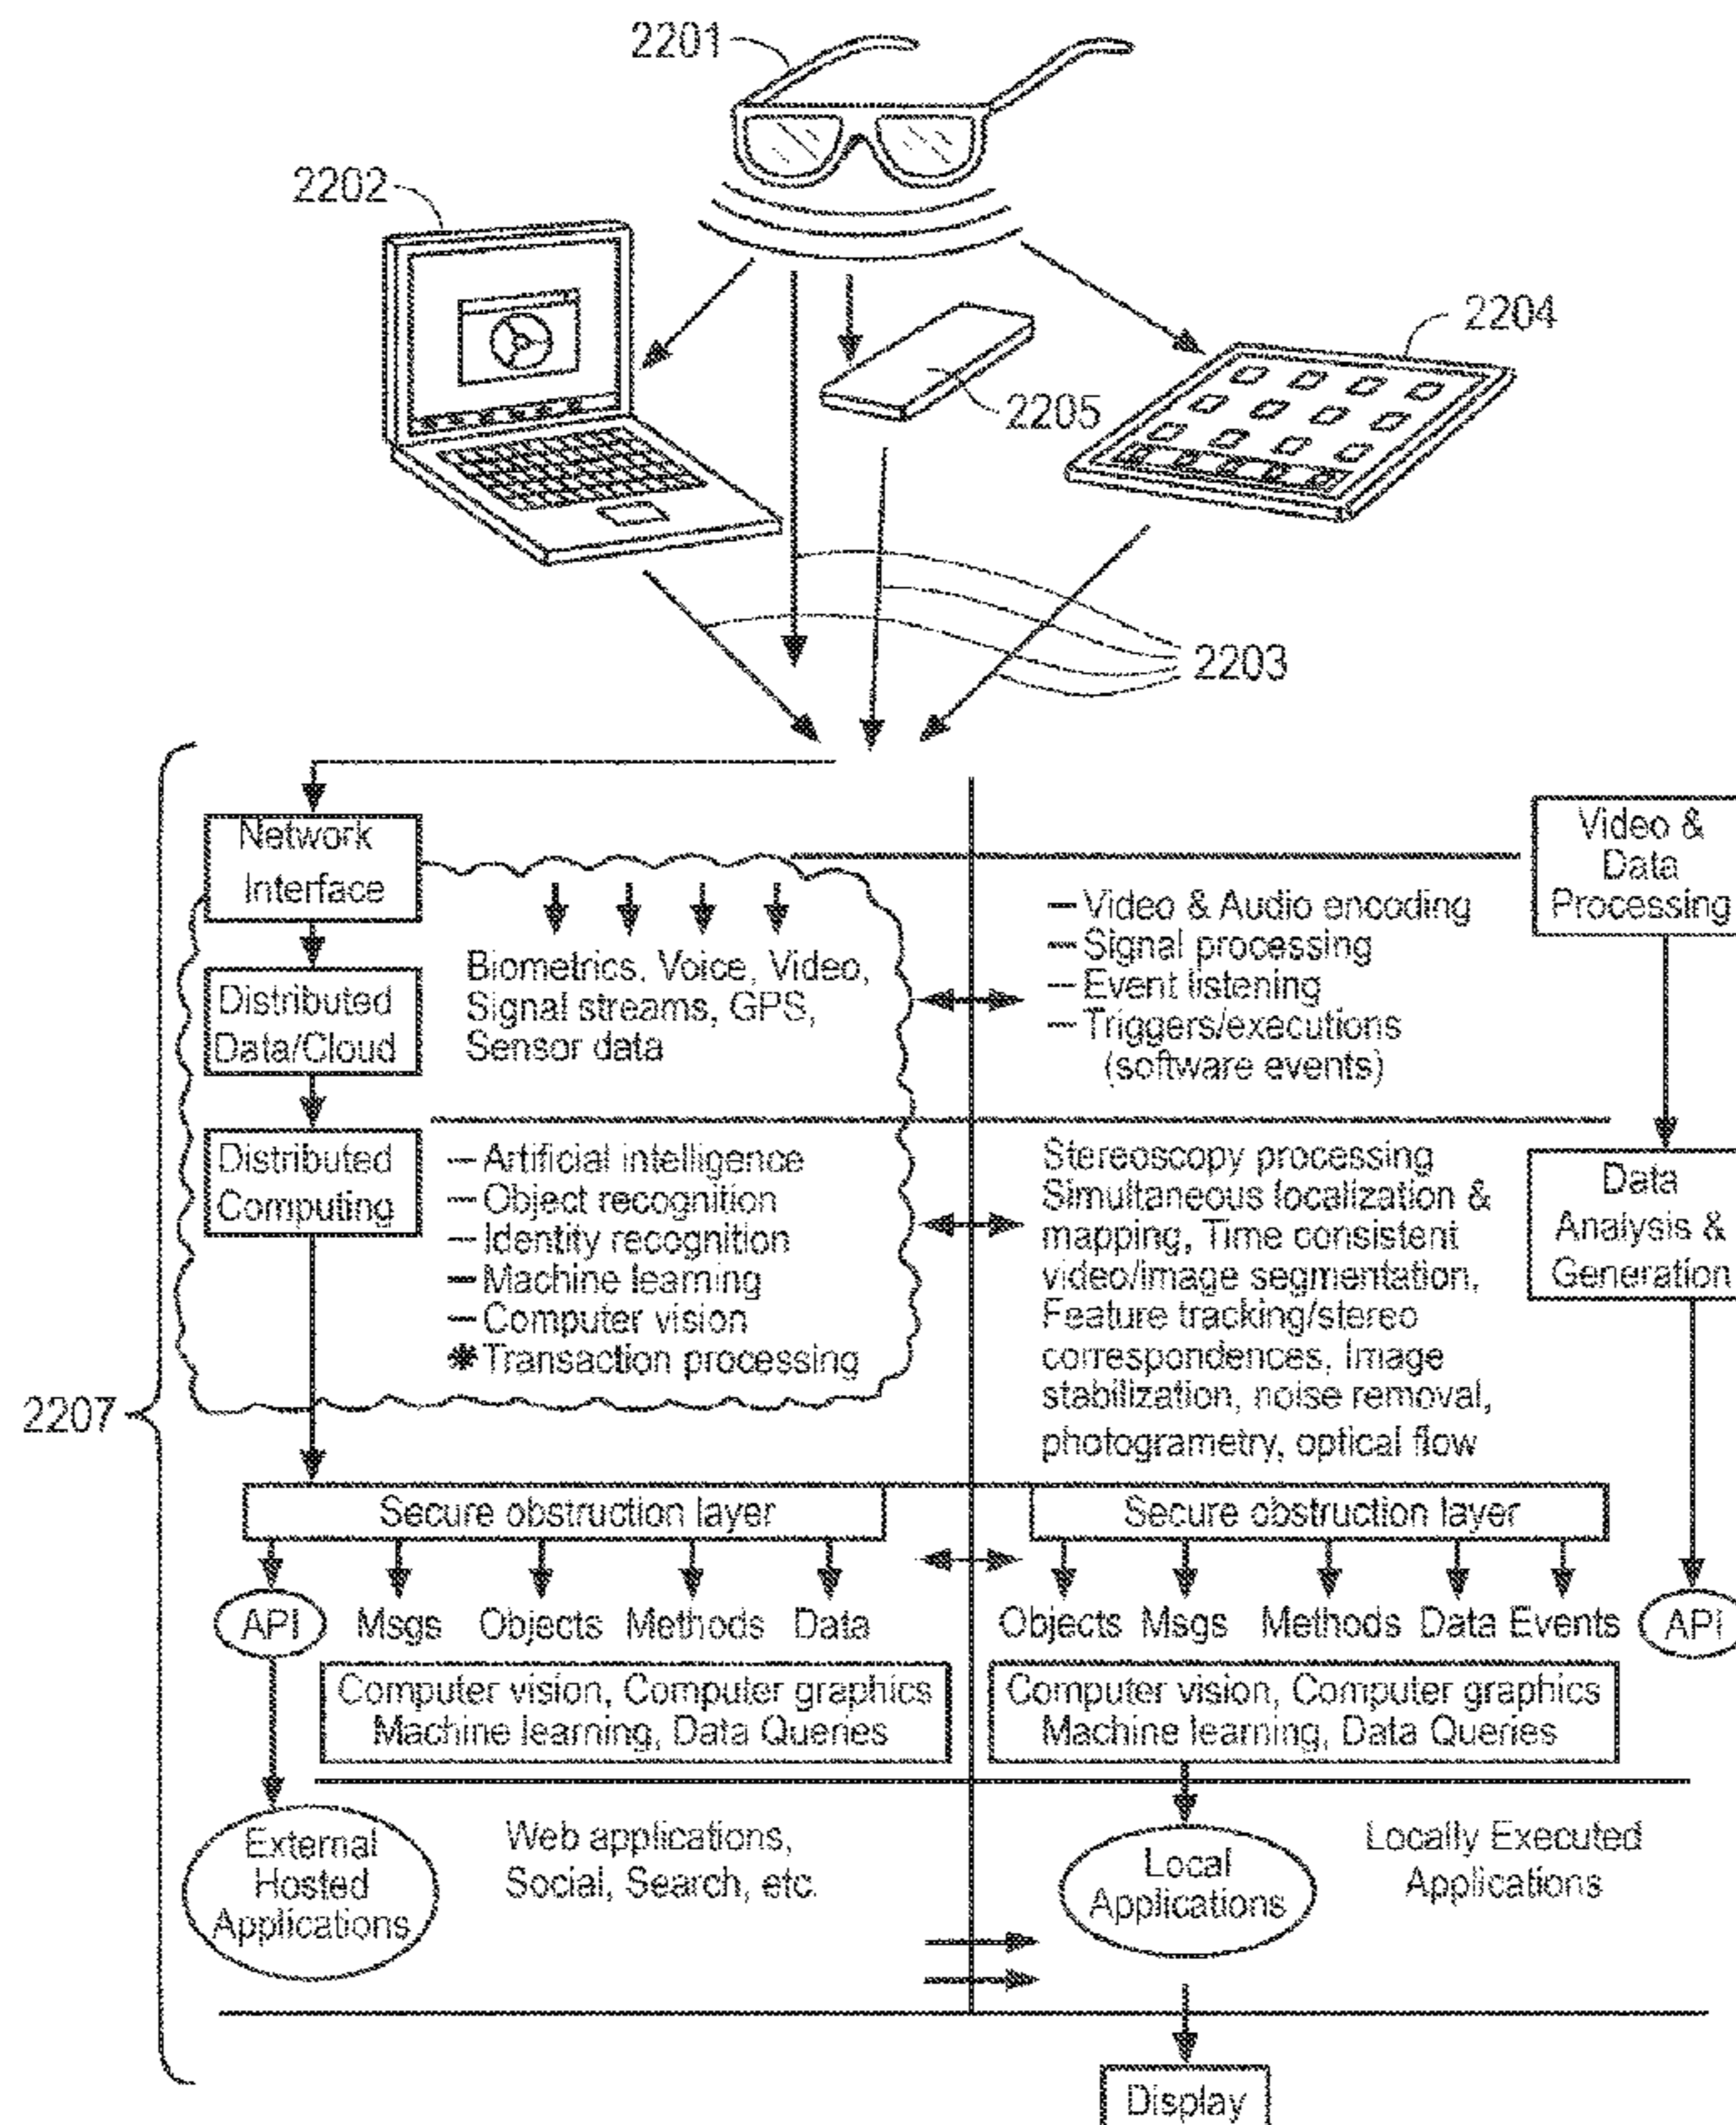 2201
2202
2204
2205
2203
2207
Network
Interface
Distributed
Data/Cloud
Distributed
Computing
Biometrics, Voice, Video,
Signal streams, GPS,
Sensor data
– Video & Audio encoding
– Signal processing
– Event listening
– Triggers/executions
(software events)
Video &
Data
Processing
– Artificial intelligence
– Object recognition
– Identity recognition
– Machine learning
– Computer vision
* Transaction processing
Stereoscopy processing
Simultaneous localization &
mapping, Time consistent
video/image segmentation,
Feature tracking/stereo
correspondences, Image
stabilization, noise removal,
photogrametry, optical flow
Data
Analysis &
Generation
Secure obstruction layer
Secure obstruction layer
API Msgs Objects Methods Data
Objects Msgs Methods Data Events API
Computer vision, Computer graphics
Machine learning, Data Queries
Computer vision, Computer graphics
Machine learning, Data Queries
External
Hosted
Applications
Web applications,
Social, Search, etc.
Local
Applications
Locally Executed
Applications
Display